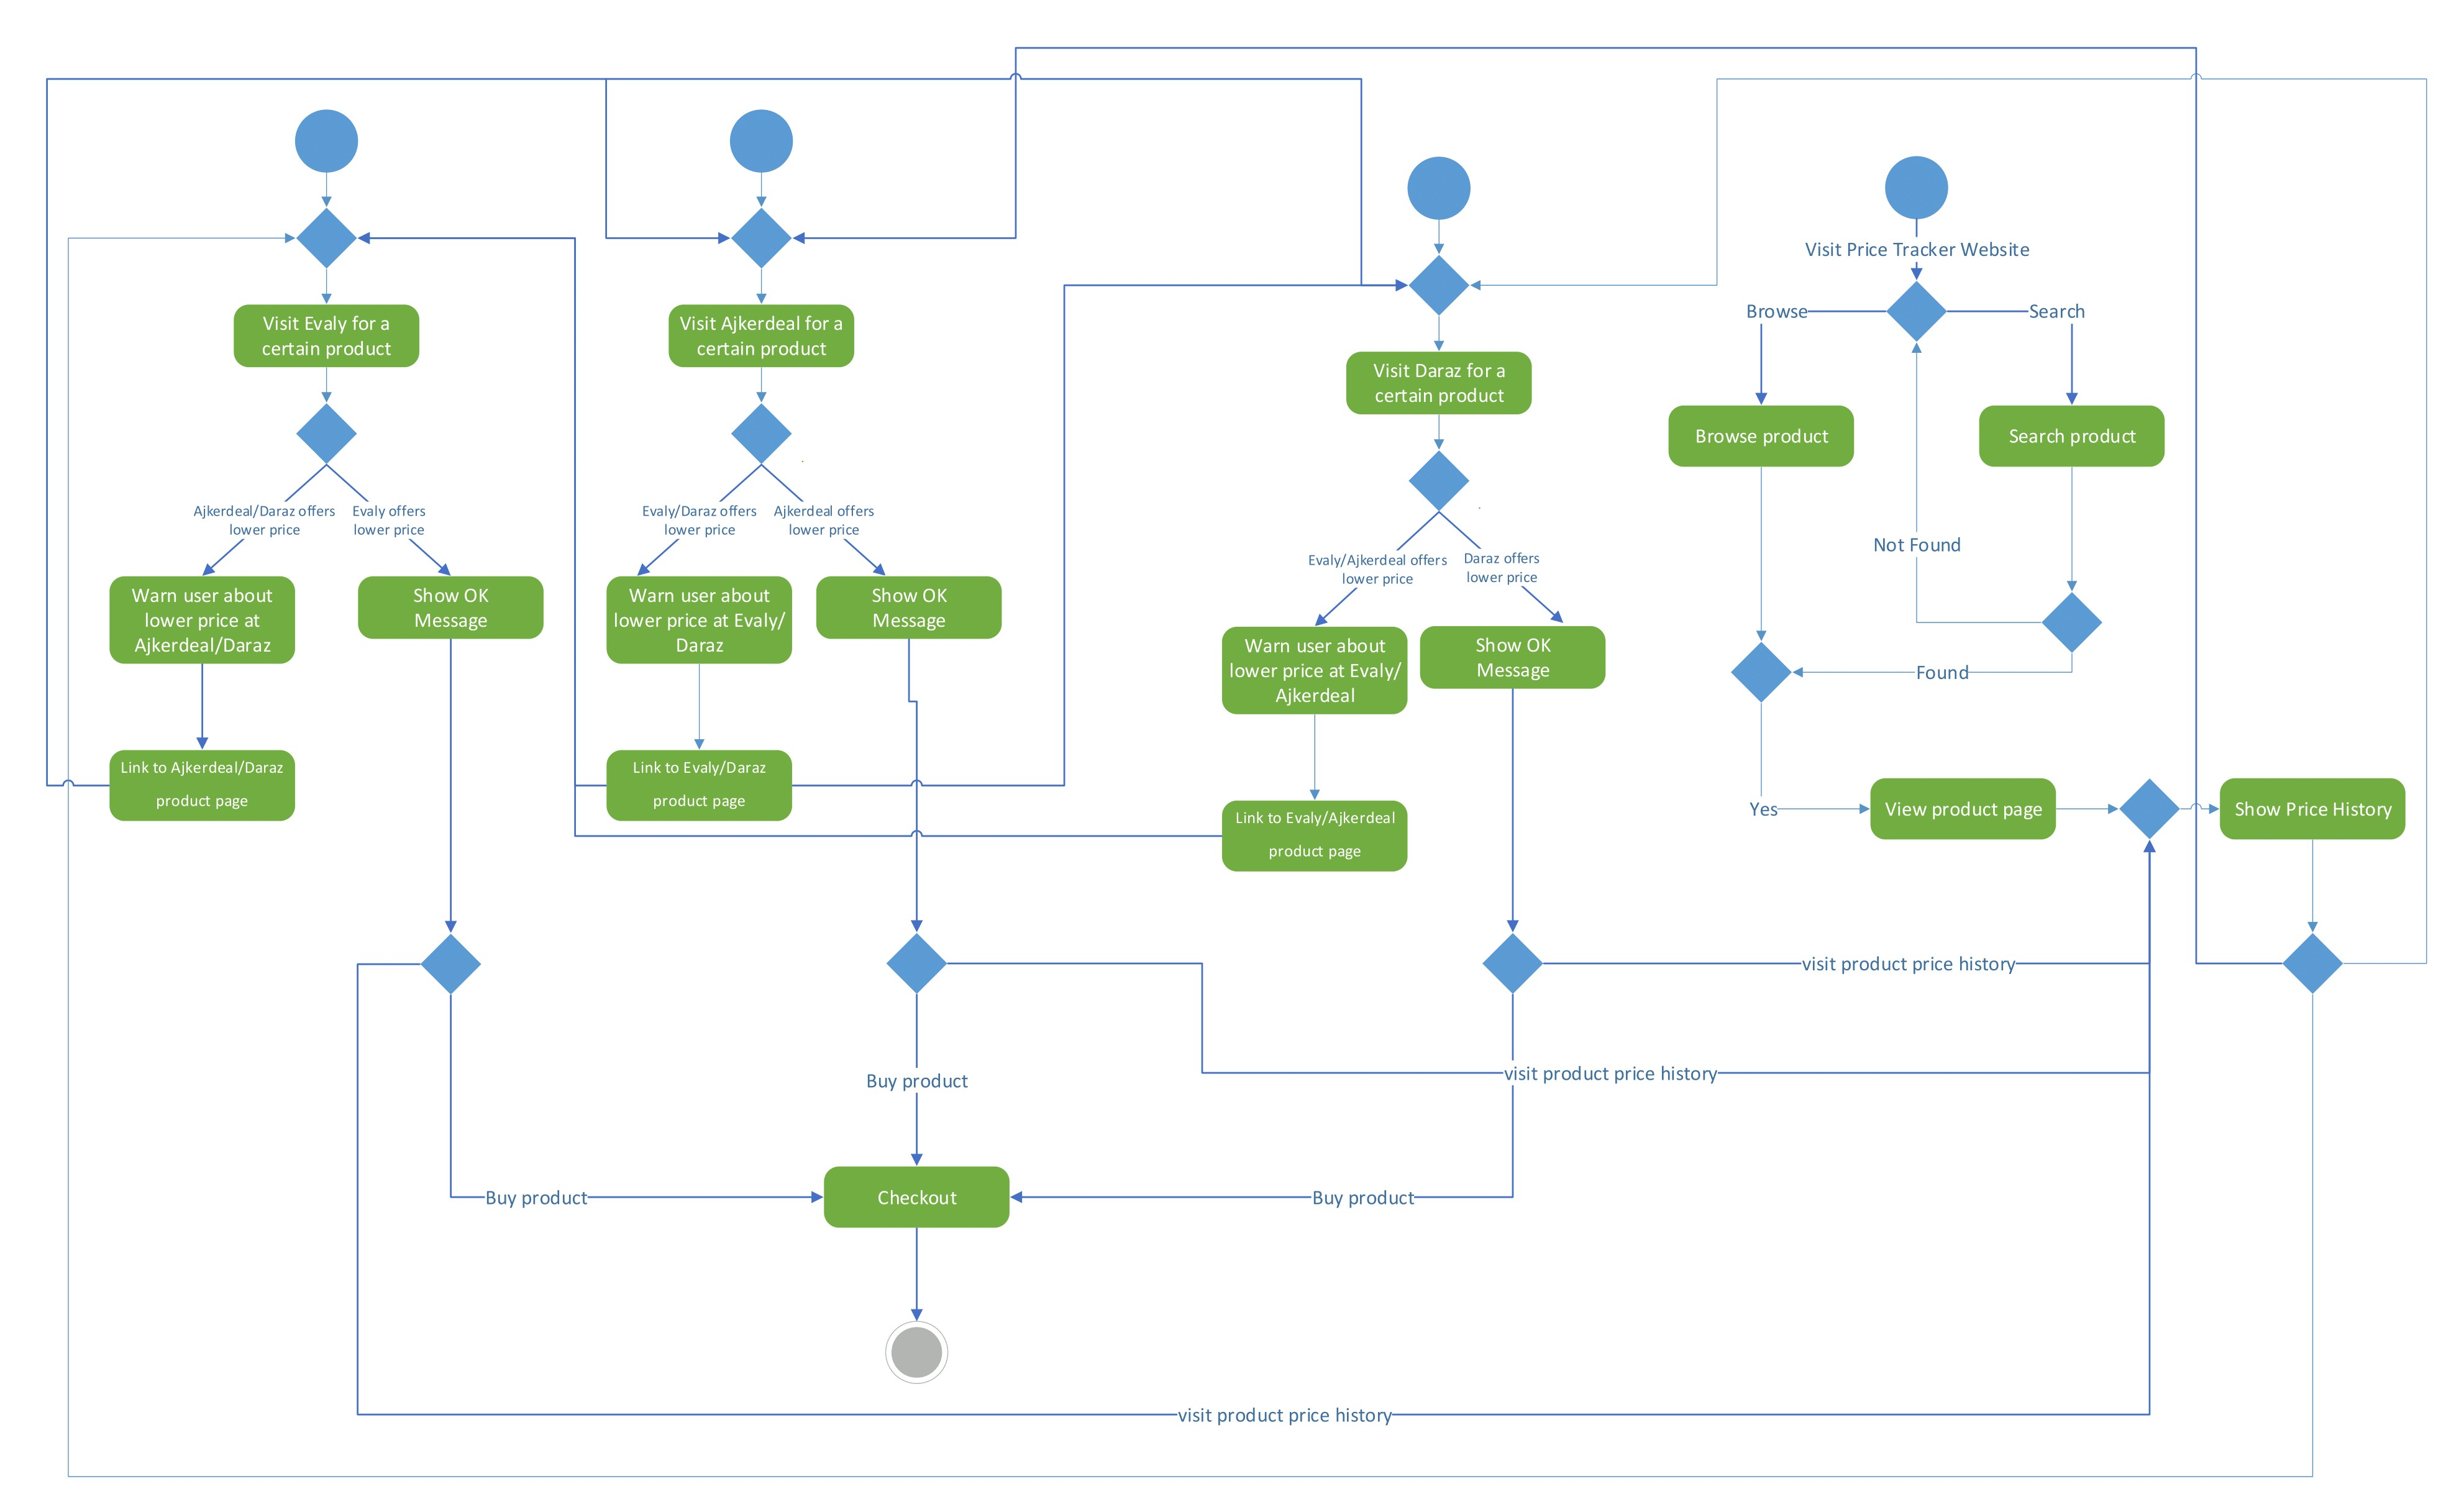 Visit Price Tracker Website
Browse
Search
Visit Evaly for a
certain product
Visit Ajkerdeal for a
certain product
Visit Daraz for a
certain product
Browse product
Search product
Ajkerdeal/Daraz offers
lower price
Evaly offers
lower price
Evaly/Daraz offers
lower price
Ajkerdeal offers
lower price
Evaly/Ajkerdeal offers
lower price
Daraz offers
lower price
Not Found
Warn user about
lower price at
Ajkerdeal/Daraz
Show OK
Message
Warn user about
lower price at Evaly/
Daraz
Show OK
Message
Warn user about
lower price at Evaly/
Ajkerdeal
Show OK
Message
Found
Link to Ajkerdeal/Daraz
product page
Link to Evaly/Daraz
product page
Link to Evaly/Ajkerdeal
product page
Yes
View product page
Show Price History
visit product price history
Buy product
visit product price history
Buy product
Checkout
Buy product
visit product price history